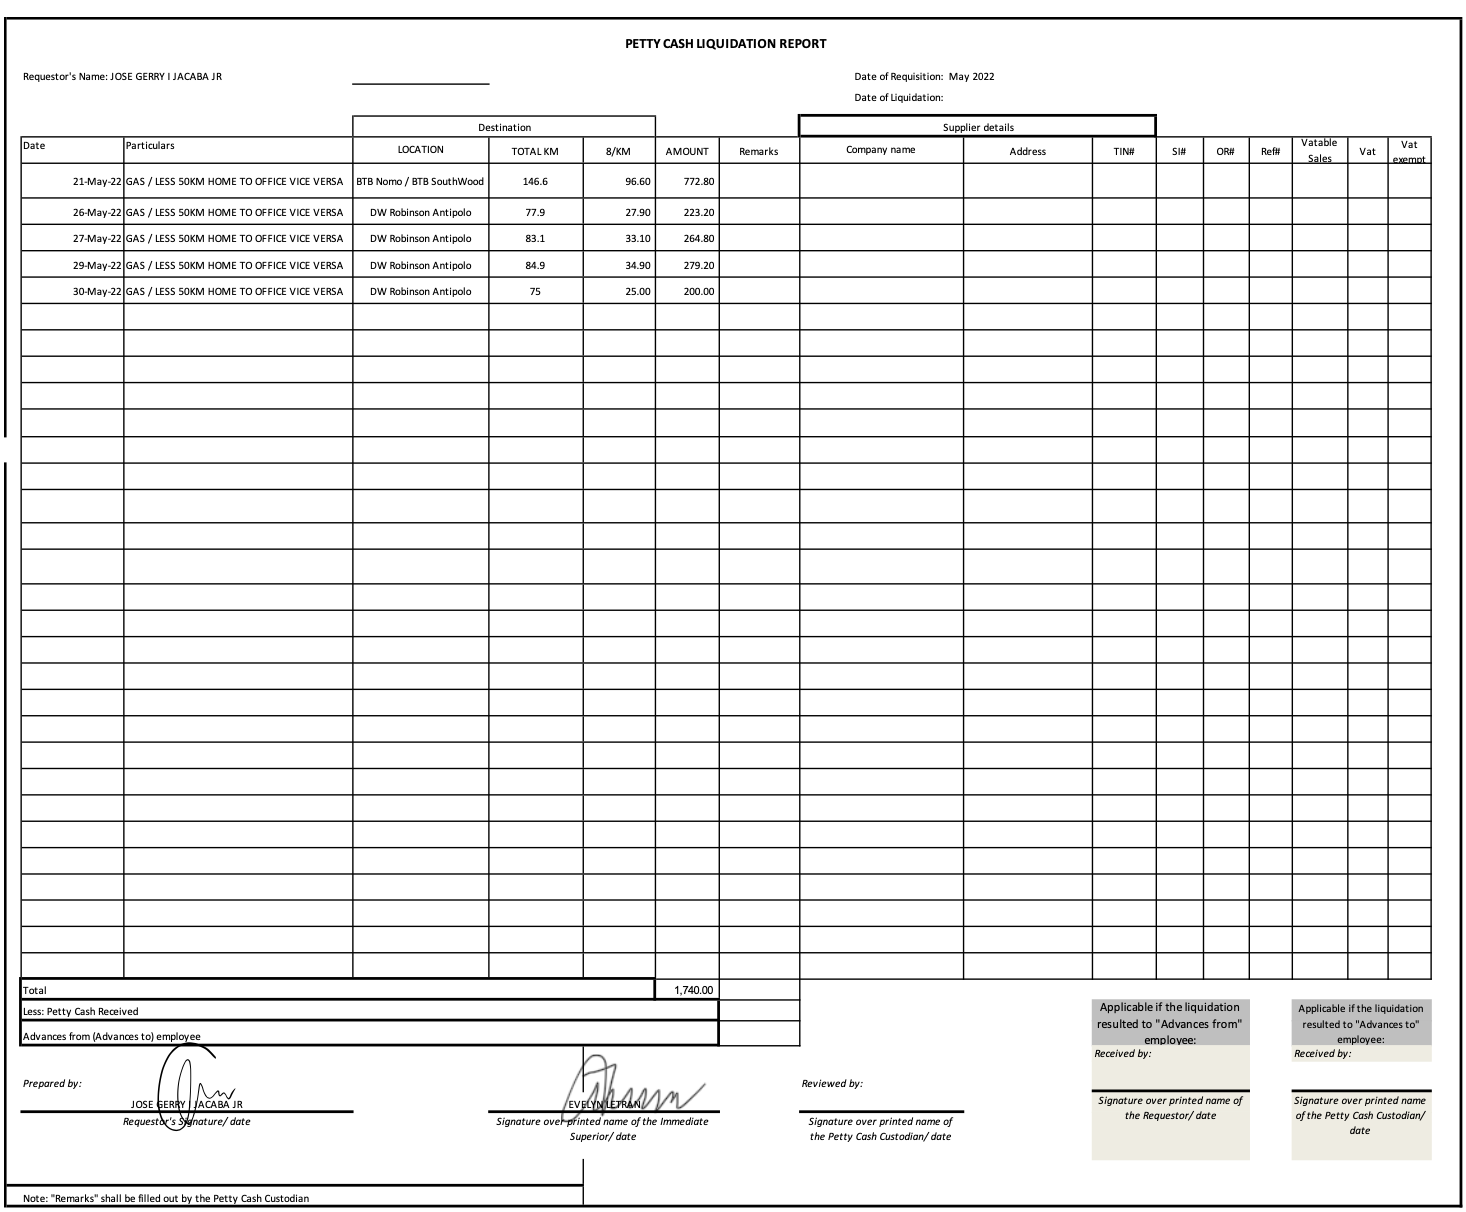 PETTY CASH LIQUIDATION REPORT
Requestor's Name: JOSE GERRY I JACABA JR Date of Requisition: May 2022
Date of Liquidation:
Destination Supplier details
Date Particulars LOCATION TOTAL KM 8/KM AMOUNT Remarks Company name Address TIN# SI# OR# Ref# Vatable Sales Vat Vat exempt
21-May-22 GAS / LESS 50KM HOME TO OFFICE VICE VERSA BTB Nomo / BTB SouthWood 146.6 96.60 772.80
26-May-22 GAS / LESS 50KM HOME TO OFFICE VICE VERSA DW Robinson Antipolo 77.9 27.90 223.20
27-May-22 GAS / LESS 50KM HOME TO OFFICE VICE VERSA DW Robinson Antipolo 83.1 33.10 264.80
29-May-22 GAS / LESS 50KM HOME TO OFFICE VICE VERSA DW Robinson Antipolo 84.9 34.90 279.20
30-May-22 GAS / LESS 50KM HOME TO OFFICE VICE VERSA DW Robinson Antipolo 75 25.00 200.00
Total 1,740.00
Less: Petty Cash Received
Advances from (Advances to) employee
Prepared by:
JOSE GERRY I JACABA JR
Requestor's Signature/ date
EVELYN LETRAN
Signature over printed name of the Immediate
Superior/ date
Reviewed by:
Signature over printed name of
the Petty Cash Custodian/ date
Applicable if the liquidation
resulted to "Advances from"
employee:
Received by:
Signature over printed name of
the Requestor/ date
Applicable if the liquidation
resulted to "Advances to"
employee:
Received by:
Signature over printed name
of the Petty Cash Custodian/
date
Note: "Remarks" shall be filled out by the Petty Cash Custodian